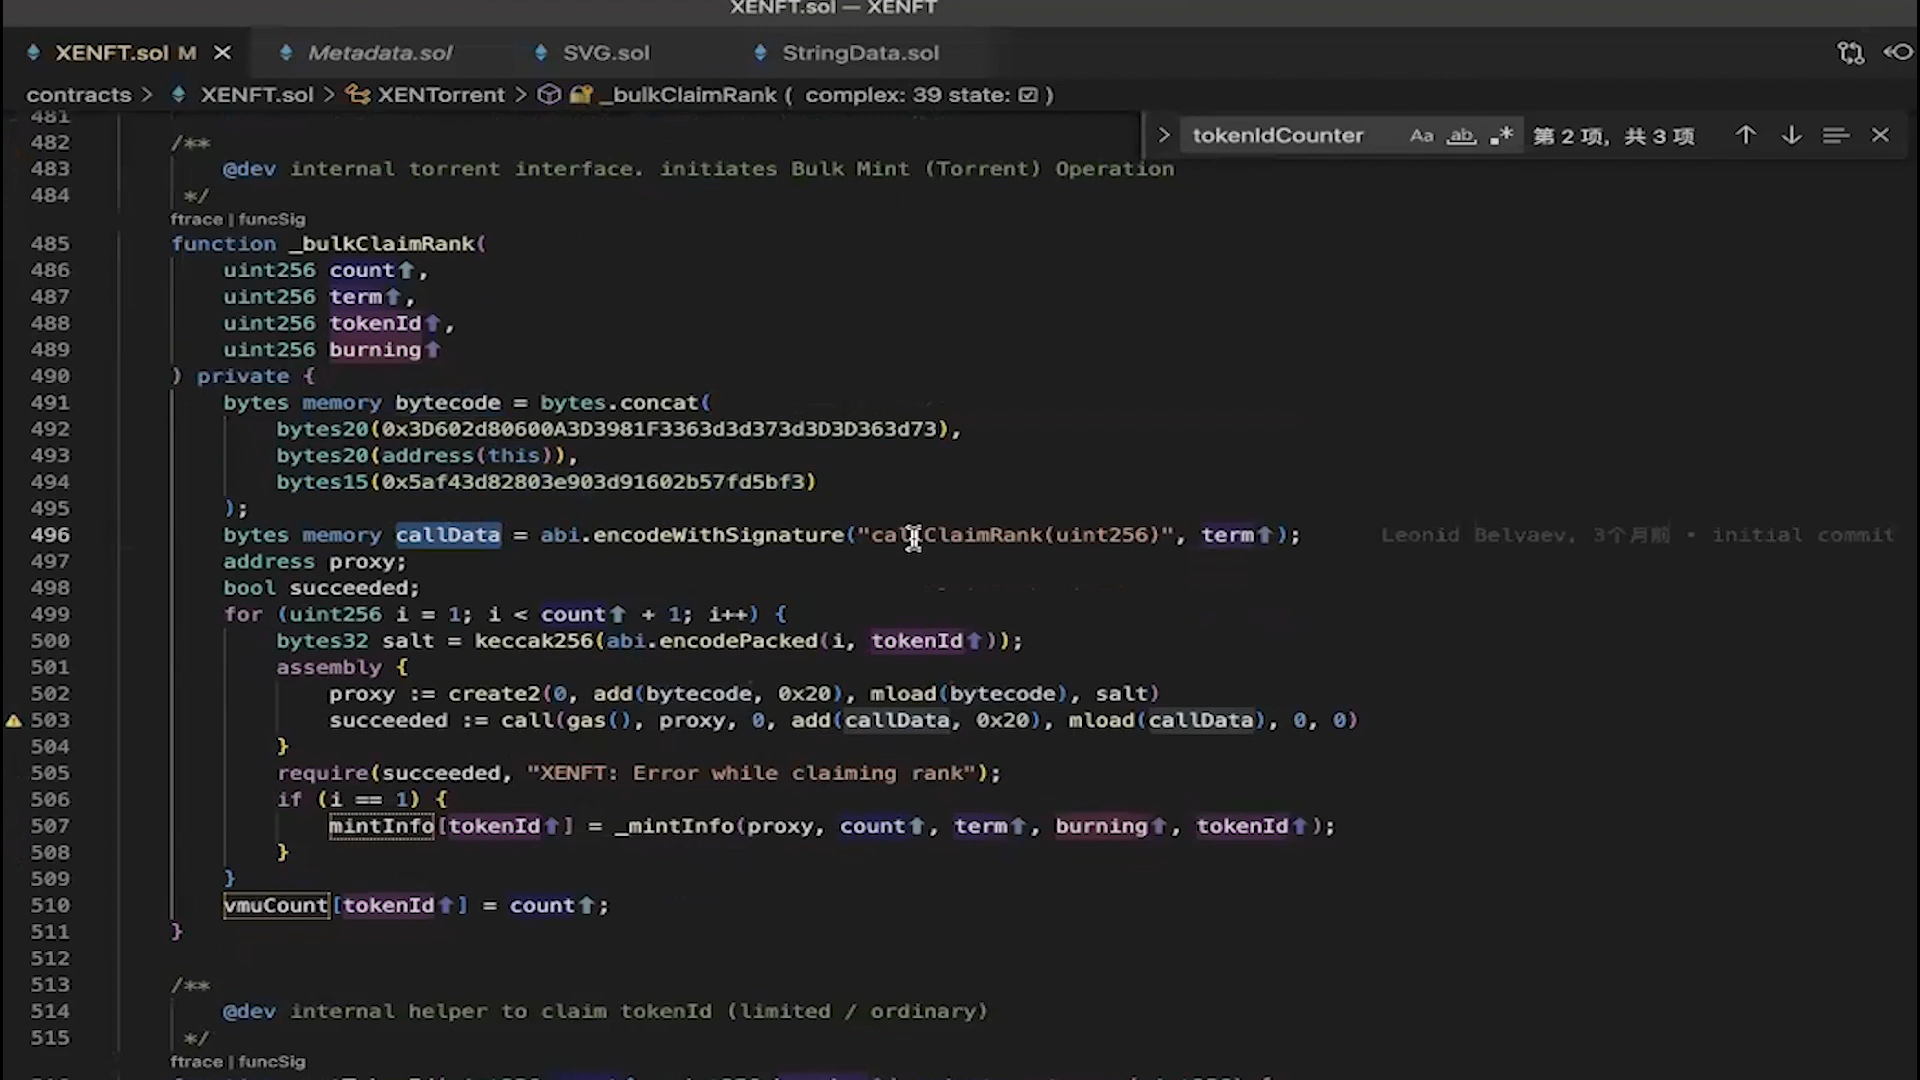 XENFT.sol — XENFT
XENFT.sol M
Metadata.sol
SVG.sol
StringData.sol
contracts > XENFT.sol > XENTorrent > _bulkClaimRank ( complex: 39 state: ☑ )
tokenIdCounter Aa ab 第 2 项，共 3 项
481
482 /**
483 @dev internal torrent interface. initiates Bulk Mint (Torrent) Operation
484 */
ftrace | funcSig
485 function _bulkClaimRank(
486 uint256 count⬆,
487 uint256 term⬆,
488 uint256 tokenId⬆,
489 uint256 burning⬆
490 ) private {
491 bytes memory bytecode = bytes.concat(
492 bytes20(0x3D602d80600A3D3981F3363d3d373d3D3D363d73),
493 bytes20(address(this)),
494 bytes15(0x5af43d82803e903d91602b57fd5bf3)
495 );
496 bytes memory callData = abi.encodeWithSignature("callClaimRank(uint256)", term⬆); Leonid Belyaev, 3个月前 • initial commit
497 address proxy;
498 bool succeeded;
499 for (uint256 i = 1; i < count⬆ + 1; i++) {
500 bytes32 salt = keccak256(abi.encodePacked(i, tokenId⬆));
501 assembly {
502 proxy := create2(0, add(bytecode, 0x20), mload(bytecode), salt)
503 succeeded := call(gas(), proxy, 0, add(callData, 0x20), mload(callData), 0, 0)
504 }
505 require(succeeded, "XENFT: Error while claiming rank");
506 if (i == 1) {
507 mintInfo[tokenId⬆] = _mintInfo(proxy, count⬆, term⬆, burning⬆, tokenId⬆);
508 }
509 }
510 vmuCount[tokenId⬆] = count⬆;
511 }
512
513 /**
514 @dev internal helper to claim tokenId (limited / ordinary)
515 */
ftrace | funcSig